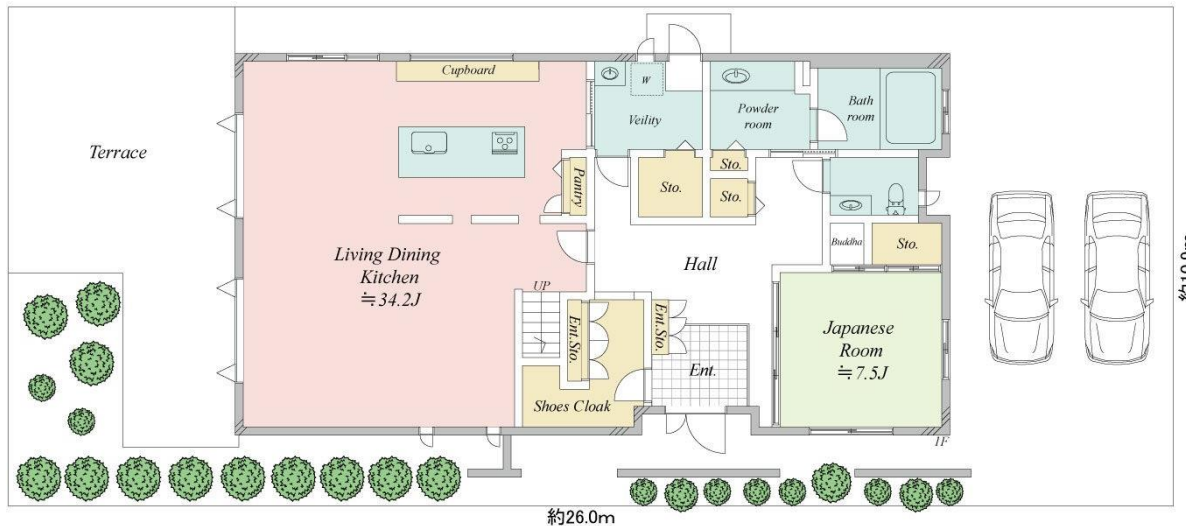 Cupboard
W
Veility
Powder
room
Bath
room
Terrace
Pantry
Sto.
Sto.
Sto.
Buddha
Sto.
Living Dining
Kitchen
≒34.2J
Hall
UP
Ent.Sto.
Ent.Sto.
Japanese
Room
≒7.5J
Ent.
Shoes Cloak
1F
約26.0m